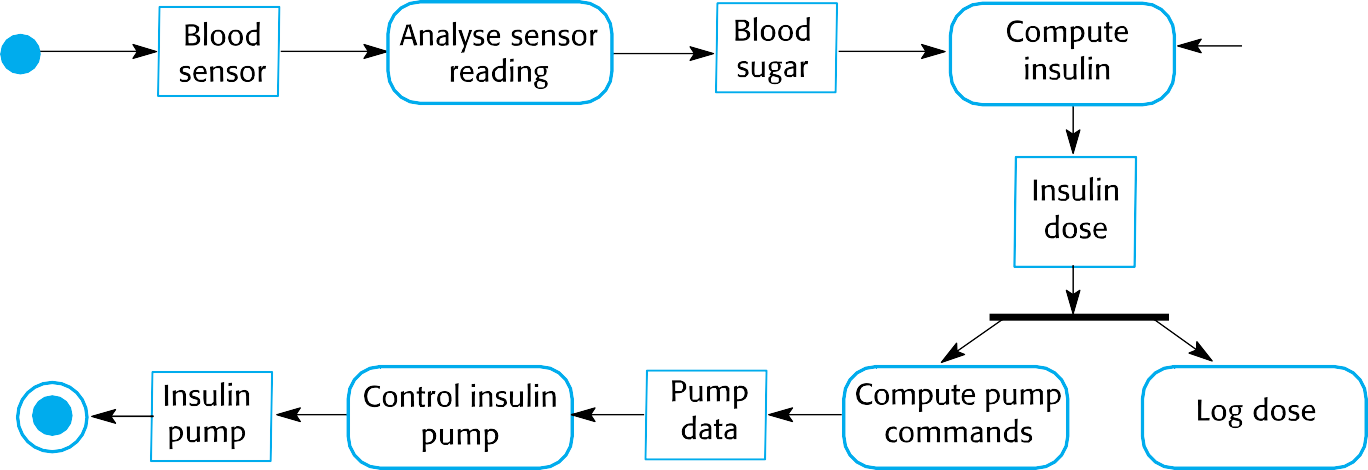 Blood
sensor
Analyse sensor
reading
Blood
sugar
Compute
insulin
Insulin
dose
Insulin
pump
Control insulin
pump
Pump
data
Compute pump
commands
Log dose